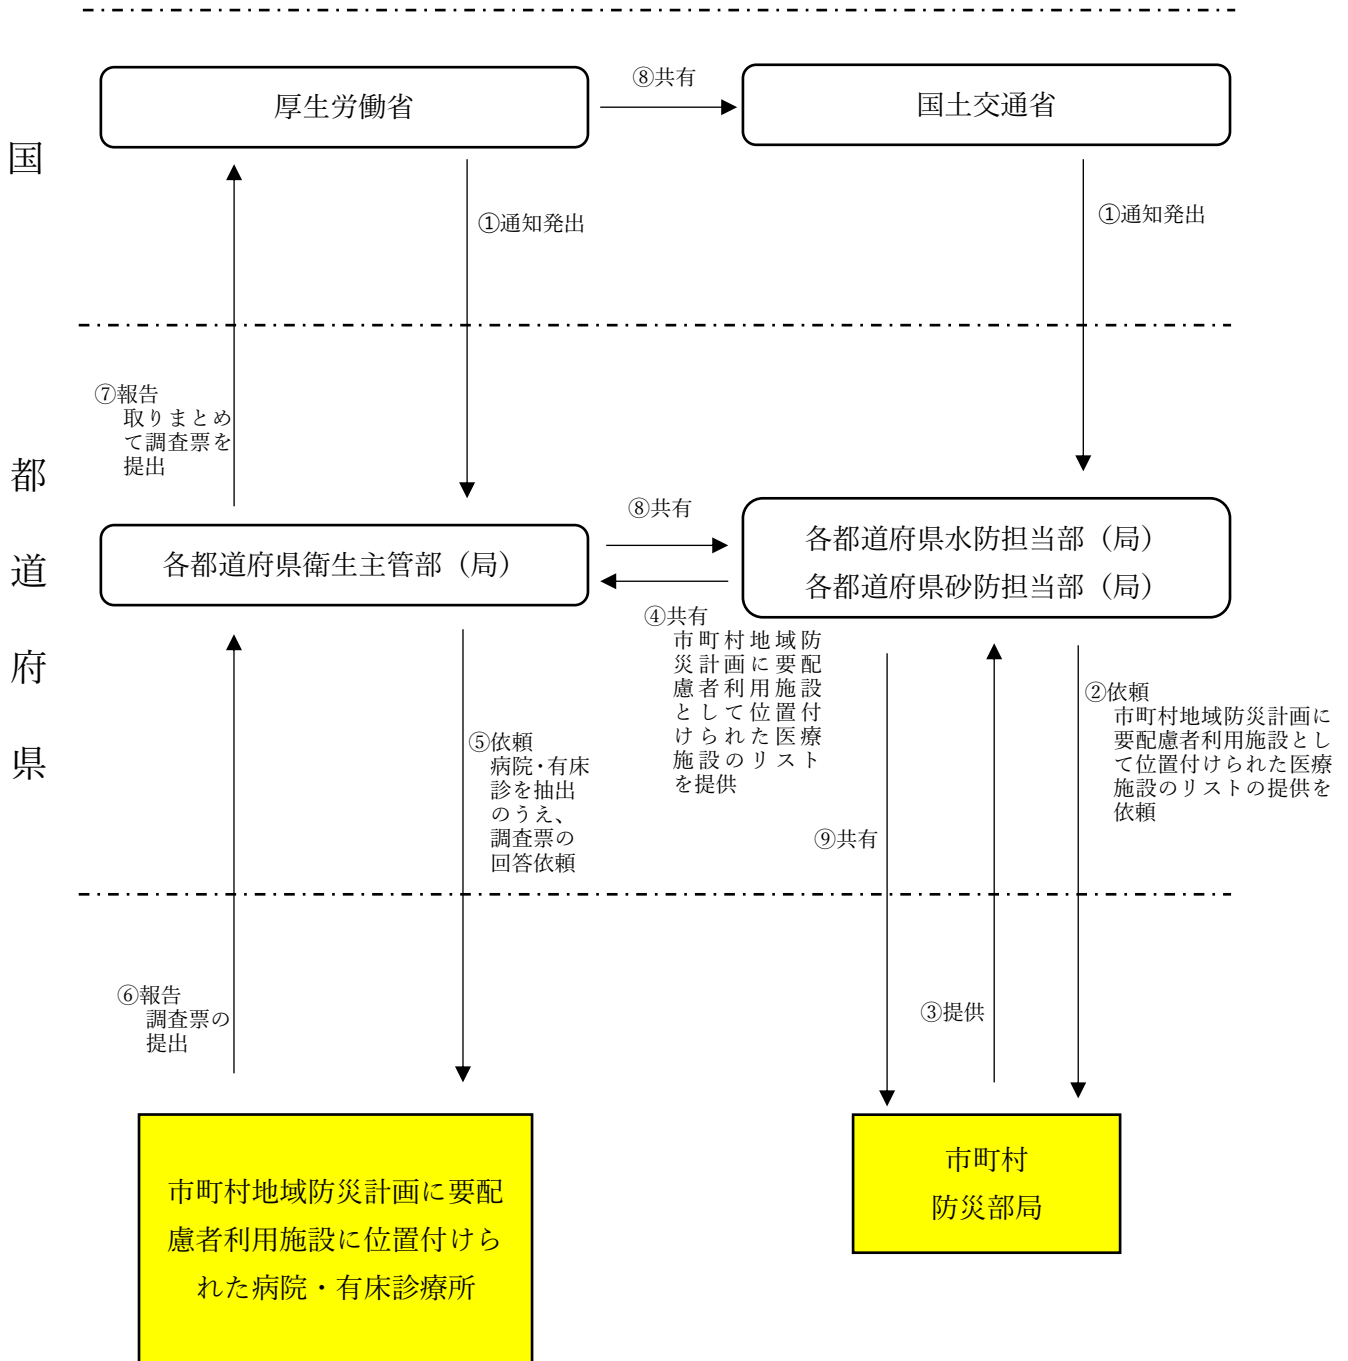 国
厚生労働省
⑧共有
国土交通省
①通知発出
①通知発出
都
道
府
県
⑦報告
取りまとめ
て調査票を
提出
各都道府県衛生主管部（局）
⑧共有
各都道府県水防担当部（局）
各都道府県砂防担当部（局）
④共有
市町村地域防
災計画に要配
慮者利用施設
として位置付
けられた医療
施設のリスト
を提供
②依頼
市町村地域防災計画に
要配慮者利用施設とし
て位置付けられた医療
施設のリストの提供を
依頼
⑤依頼
病院・有床
診を抽出
のうえ、
調査票の
回答依頼
⑨共有
⑥報告
調査票の
提出
③提供
市町村地域防災計画に要配
慮者利用施設に位置付けら
れた病院・有床診療所
市町村
防災部局